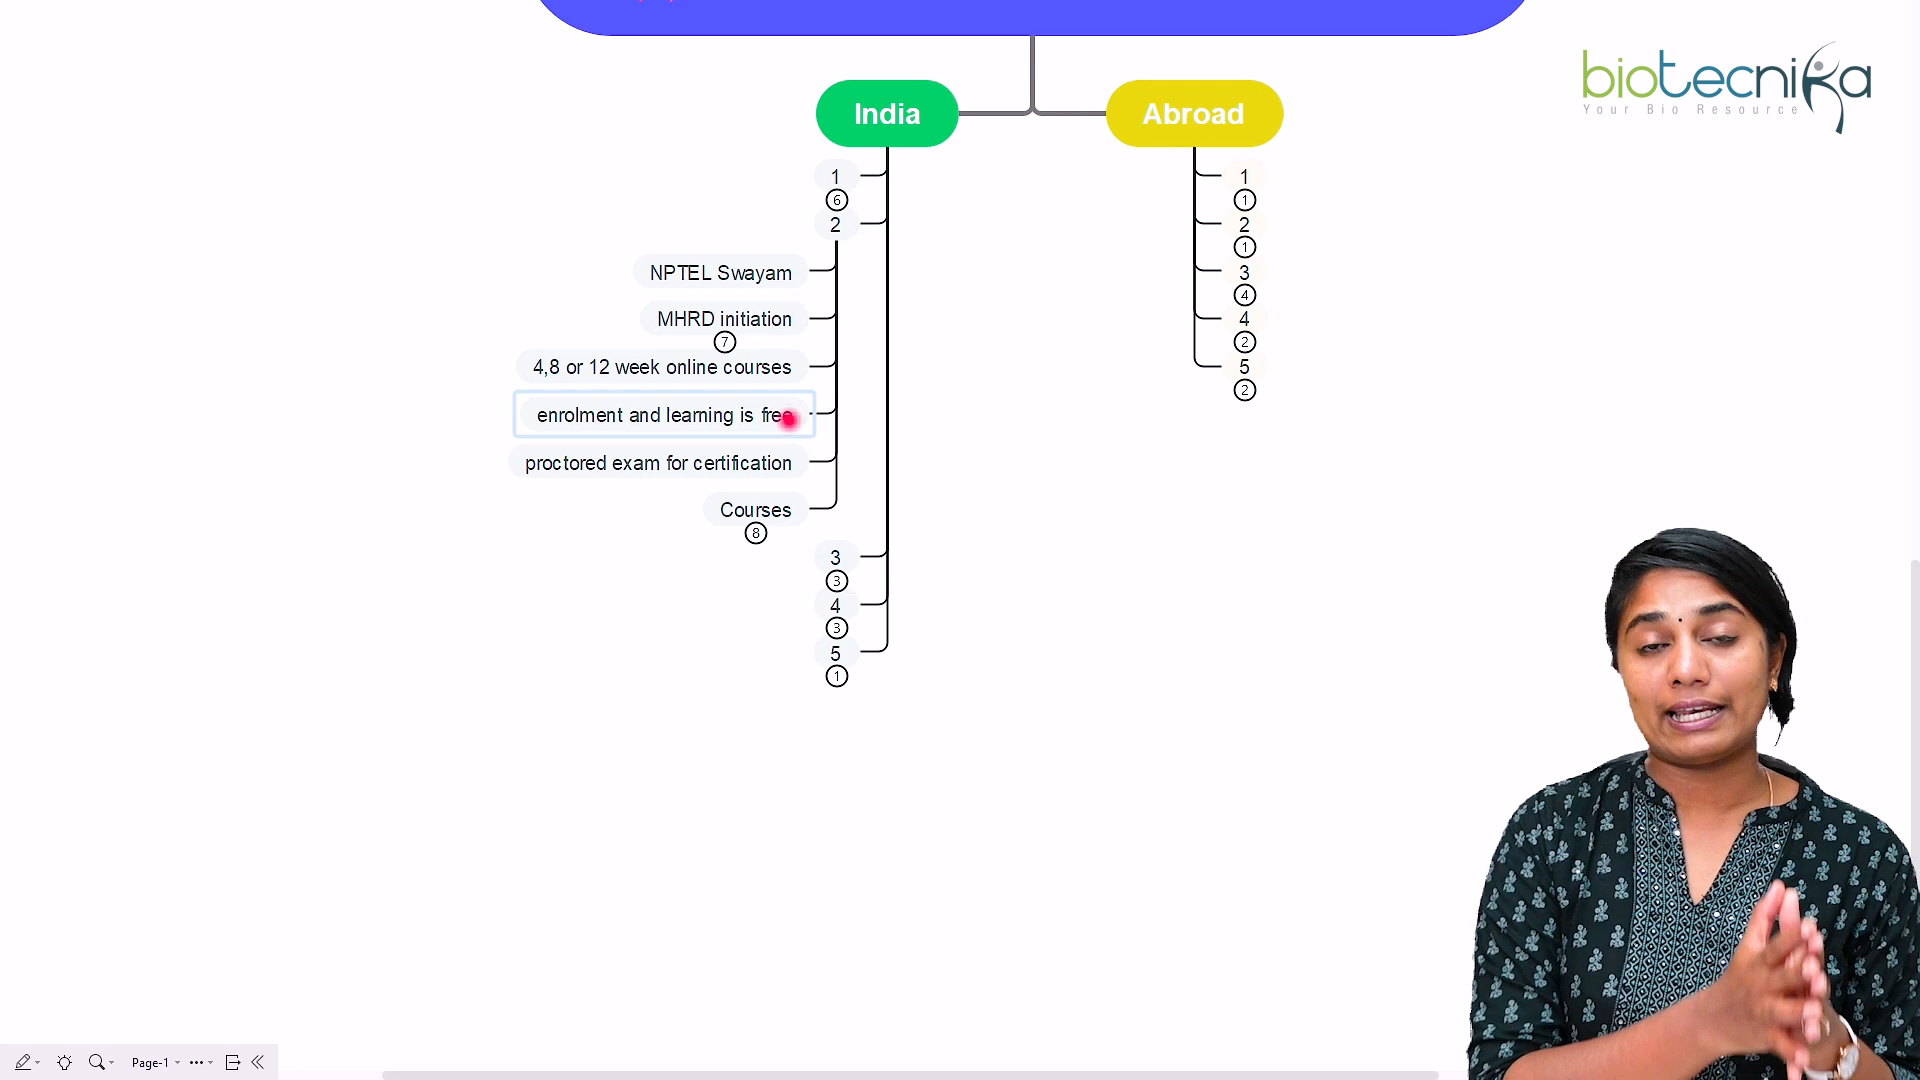 biotecnika
Your Bio Resource
India
Abroad
1
6
2
NPTEL Swayam
MHRD initiation
7
4,8 or 12 week online courses
enrolment and learning is free
proctored exam for certification
Courses
8
3
3
4
3
5
1
1
1
2
1
3
4
4
2
5
2
Page-1